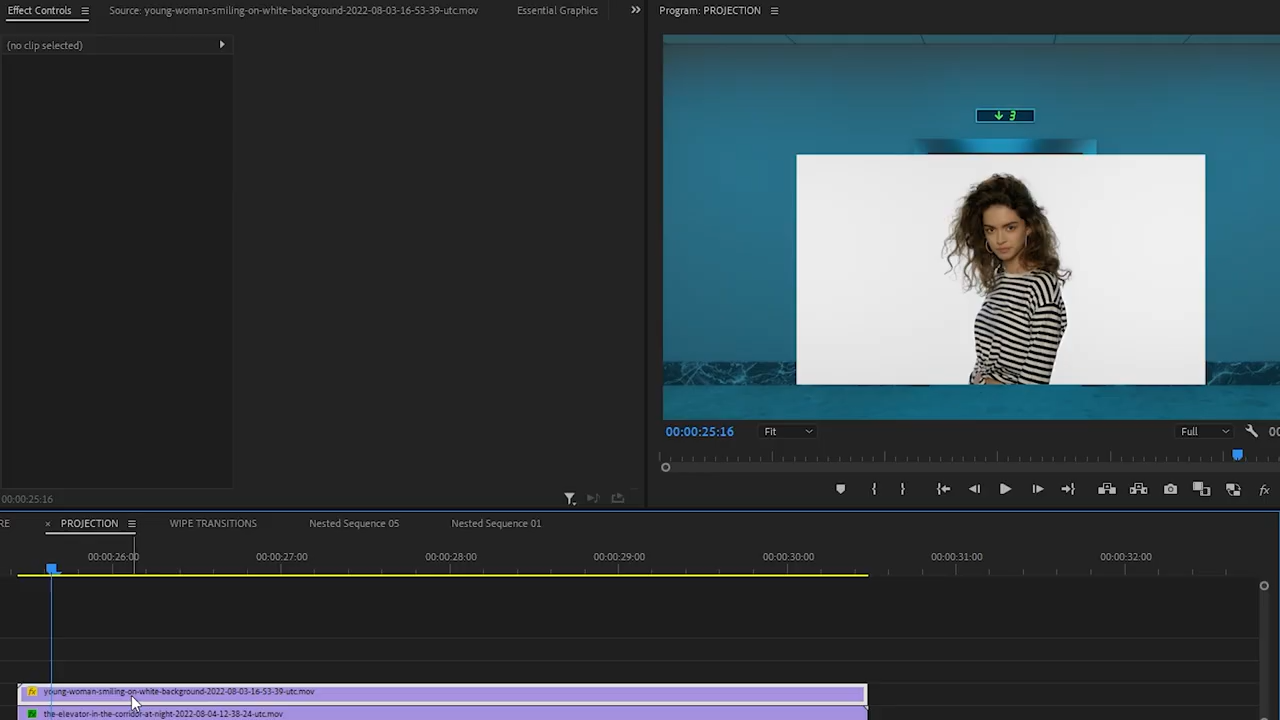 Effect Controls
Source: young-woman-smiling-on-white-background-2022-08-03-16-53-39-utc.mov
Essential Graphics
Program: PROJECTION
(no clip selected)
↓ 3
00:00:25:16
Fit
Full
00
00:00:25:16
fx
RE
× PROJECTION
WIPE TRANSITIONS
Nested Sequence 05
Nested Sequence 01
00:00:26:00
00:00:27:00
00:00:28:00
00:00:29:00
00:00:30:00
00:00:31:00
00:00:32:00
fx young-woman-smiling-on-white-background-2022-08-03-16-53-39-utc.mov
fx the-elevator-in-the-corridor-at-night-2022-08-04-12-38-24-utc.mov